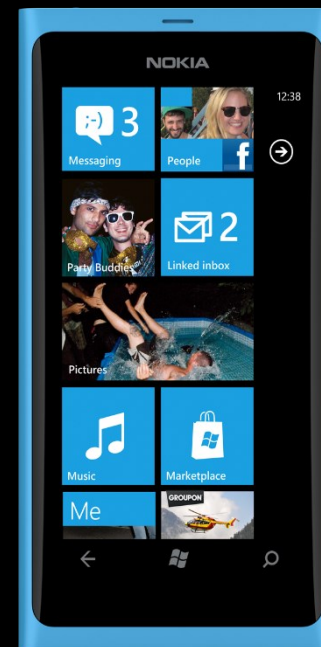 NOKIA
12:38
;-) 3
Messaging
People
f
Party Buddies
2
Linked inbox
Pictures
Music
Marketplace
Me
GROUPON